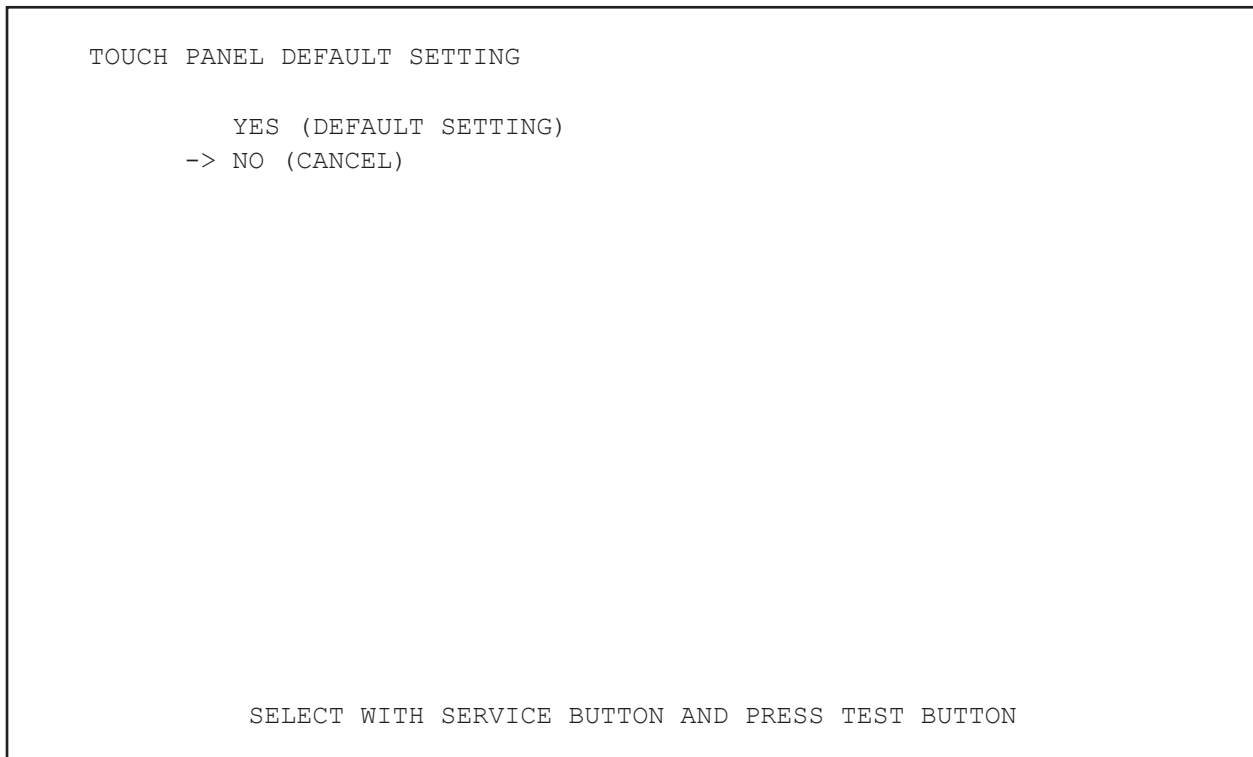 TOUCH PANEL DEFAULT SETTING
YES (DEFAULT SETTING)
-> NO (CANCEL)
SELECT WITH SERVICE BUTTON AND PRESS TEST BUTTON